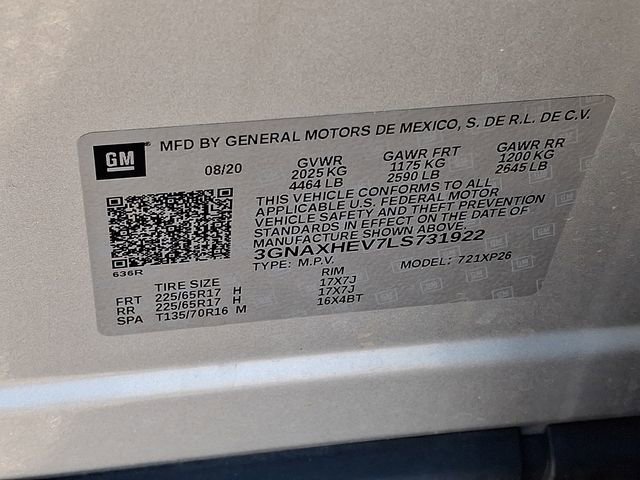 GM
MFD BY GENERAL MOTORS DE MEXICO, S. DE R.L. DE C.V.
08/20
GVWR
2025 KG
4464 LB
GAWR FRT
1175 KG
2590 LB
GAWR RR
1200 KG
2645 LB
THIS VEHICLE CONFORMS TO ALL
APPLICABLE U.S. FEDERAL MOTOR
VEHICLE SAFETY AND THEFT PREVENTION
STANDARDS IN EFFECT ON THE DATE OF
MANUFACTURE SHOWN ABOVE.
3GNAXHEV7LS731922
TYPE: M.P.V.
MODEL: 721XP26
636R
TIRE SIZE
RIM
FRT 225/65R17 H 17X7J
RR 225/65R17 H 17X7J
SPA T135/70R16 M 16X4BT